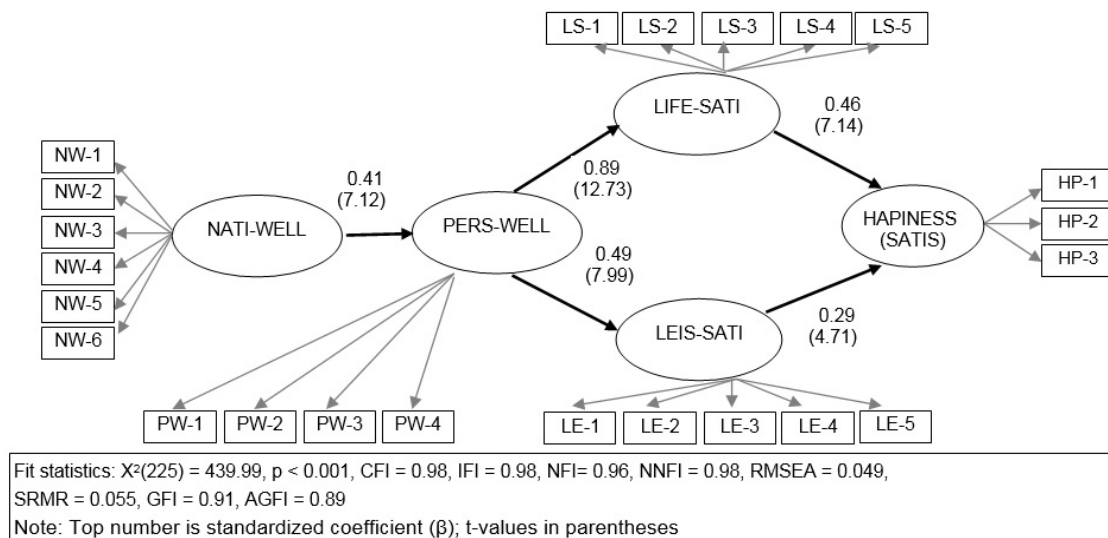 LS-1 LS-2 LS-3 LS-4 LS-5
LIFE-SATI
0.46
(7.14)
NW-1
NW-2
NW-3
NW-4
NW-5
NW-6
NATI-WELL
0.41
(7.12)
PERS-WELL
0.89
(12.73)
0.49
(7.99)
HAPINESS
(SATIS)
HP-1
HP-2
HP-3
LEIS-SATI
0.29
(4.71)
PW-1 PW-2 PW-3 PW-4
LE-1 LE-2 LE-3 LE-4 LE-5
Fit statistics: X²(225) = 439.99, p < 0.001, CFI = 0.98, IFI = 0.98, NFI= 0.96, NNFI = 0.98, RMSEA = 0.049,
SRMR = 0.055, GFI = 0.91, AGFI = 0.89
Note: Top number is standardized coefficient (β); t-values in parentheses